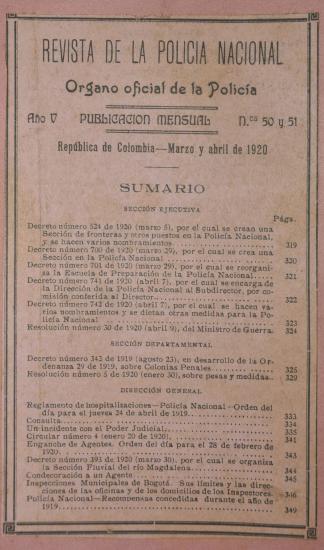 REVISTA DE LA POLICIA NACIONAL
Organo oficial de la Policía
Año V PUBLICACION MENSUAL N.os 50 y 51
República de Colombia—Marzo y abril de 1920
SUMARIO
SECCIÓN EJECUTIVA
Págs.
Decreto número 524 de 1920 (marzo 5), por el cual se crean una
Sección de fronteras y otros puestos en la Policía Nacional,
y se hacen varios nombramientos 319
Decreto número 700 de 1920 (marzo 29), por el cual se crea una
Sección en la Policía Nacional 320
Decreto número 701 de 1920 (marzo 29), por el cual se reorgani-
za la Escuela de Preparación de la Policía Nacional 321
Decreto número 741 de 1920 (abril 7), por el cual se encarga de
la Dirección de la Policía Nacional al Subdirector, por co-
misión conferida al Director 322
Decreto número 742 de 1920 (abril 7), por el cual se hacen va-
rios nombramientos y se dictan otras medidas para la Po-
licía Nacional 323
Resolución número 30 de 1920 (abril 9), del Ministro de Guerra. 324
SECCIÓN DEPARTAMENTAL
Decreto número 342 de 1919 (agosto 23), en desarrollo de la Or-
denanza 29 de 1919, sobre Colonias Penales 325
Resolución número 5 de 1920 (enero 30), sobre pesas y medidas 329
DIRECCIÓN GENERAL
Reglamento de hospitalizaciones—Policía Nacional—Orden del
día para el jueves 24 de abril de 1919 333
Consulta 334
Un incidente con el Poder Judicial 335
Circular número 4 (enero 20 de 1920) 341
Enganche de Agentes. Orden del día para el 28 de febrero de
1920. 343
Decreto número 393 de 1920 (marzo 30), por el cual se organiza
la Sección Fluvial del río Magdalena 344
Condecoración a un Agente 345
Inspecciones Municipales de Bogotá. Sus límites y las direc-
ciones de las oficinas y de los domicilios de los Inspectores. 346
Policía Nacional—Recompensas concedidas durante el año de
1919 349